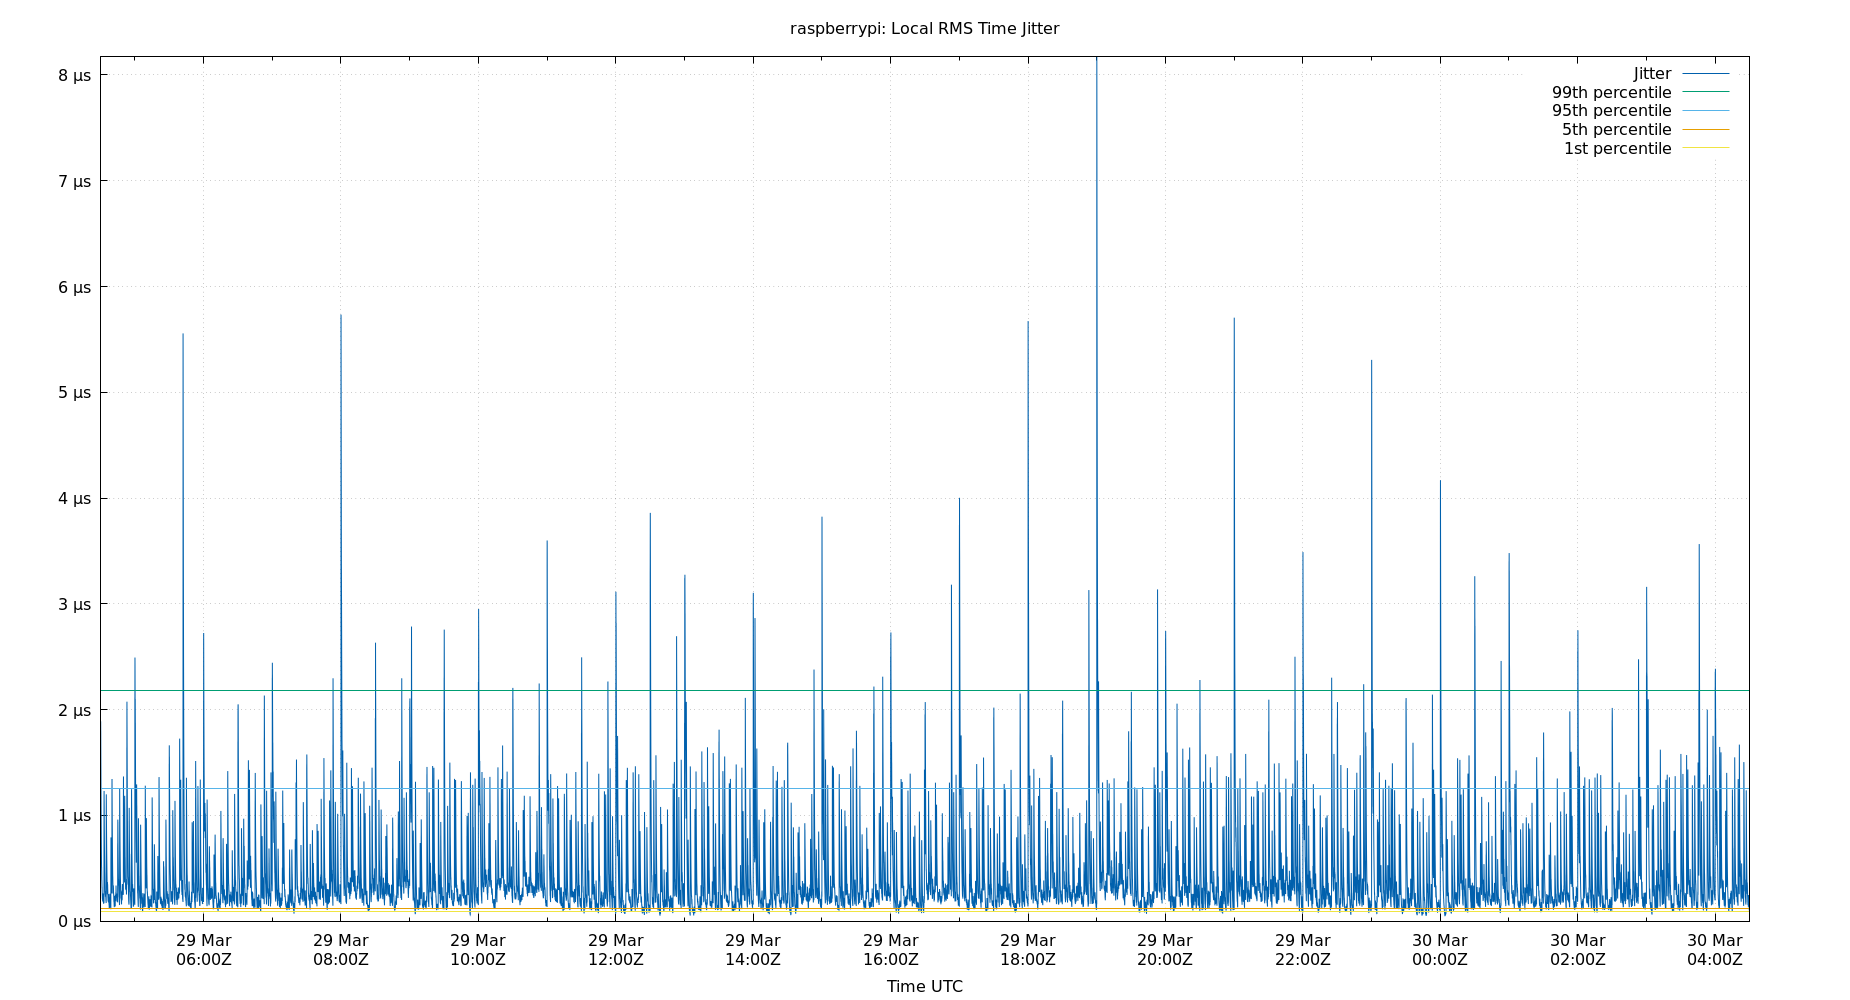 raspberrypi: Local RMS Time Jitter
8 µs
7 µs
6 µs
5 µs
4 µs
3 µs
2 µs
1 µs
0 µs
Jitter
99th percentile
95th percentile
5th percentile
1st percentile
29 Mar
06:00Z
29 Mar
08:00Z
29 Mar
10:00Z
29 Mar
12:00Z
29 Mar
14:00Z
29 Mar
16:00Z
29 Mar
18:00Z
29 Mar
20:00Z
29 Mar
22:00Z
30 Mar
00:00Z
30 Mar
02:00Z
30 Mar
04:00Z
Time UTC